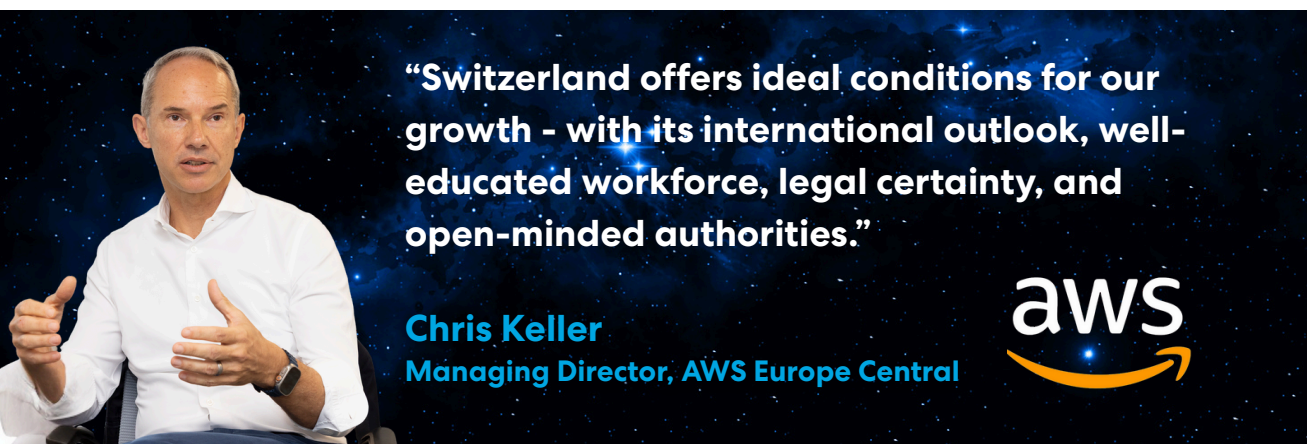 “Switzerland offers ideal conditions for our
growth - with its international outlook, well-
educated workforce, legal certainty, and
open-minded authorities.”
Chris Keller
Managing Director, AWS Europe Central
aws